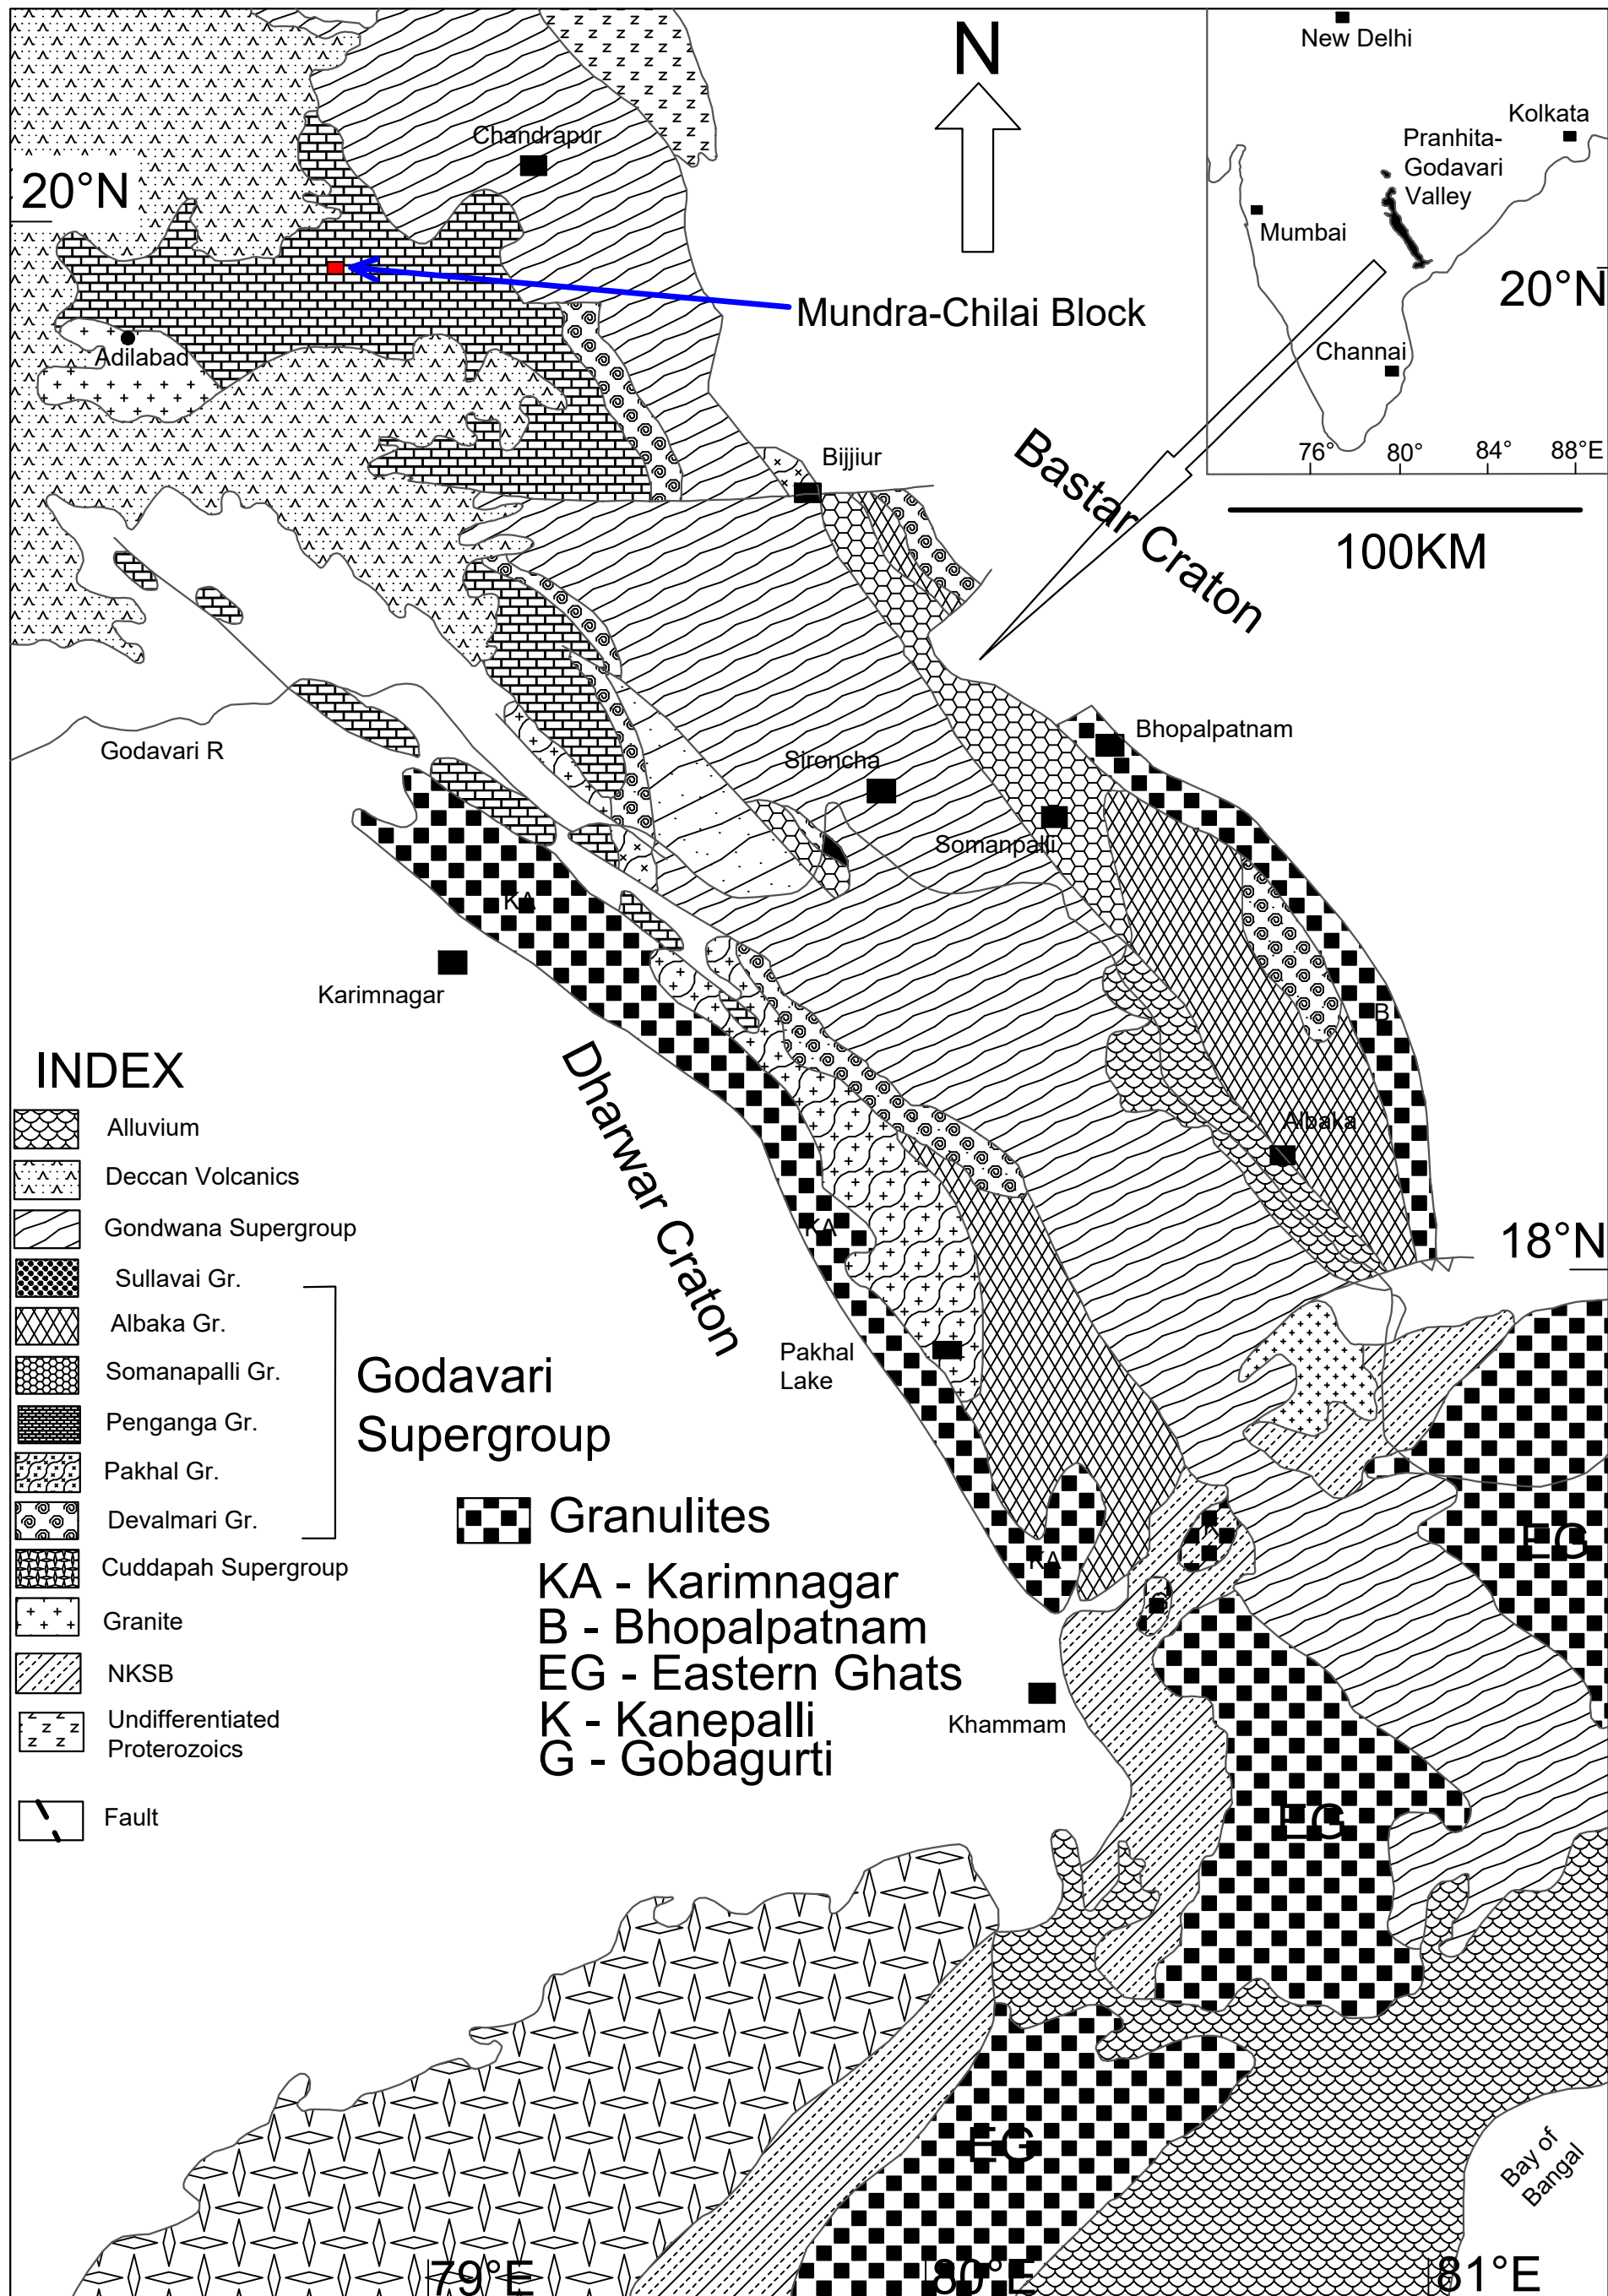 New Delhi
Kolkata
Pranhita-
Godavari
Valley
Mumbai
20°N
Channai
76°
80°
84°
88°E
N
Chandrapur
20°N
Mundra-Chilai Block
Adilabad
Bijjiur
Bastar Craton
100KM
Godavari R
Bhopalpatnam
Sironcha
Somanpalli
KA
Karimnagar
B
Dharwar Craton
Albaka
KA
18°N
Pakhal
Lake
INDEX
Alluvium
Deccan Volcanics
Gondwana Supergroup
Sullavai Gr.
Albaka Gr.
Somanapalli Gr.
Penganga Gr.
Pakhal Gr.
Devalmari Gr.
Godavari
Supergroup
Cuddapah Supergroup
Granite
NKSB
Undifferentiated
Proterozoics
Fault
Granulites
KA - Karimnagar
B - Bhopalpatnam
EG - Eastern Ghats
K - Kanepalli
G - Gobagurti
K
EG
KA
G
Khammam
EG
EG
Bay of
Bangal
79°E
80°E
81°E